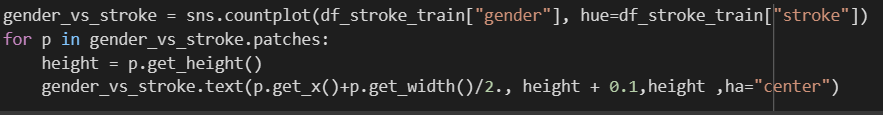 gender_vs_stroke = sns.countplot(df_stroke_train["gender"], hue=df_stroke_train["stroke"])
for p in gender_vs_stroke.patches:
    height = p.get_height()
    gender_vs_stroke.text(p.get_x()+p.get_width()/2., height + 0.1,height ,ha="center")